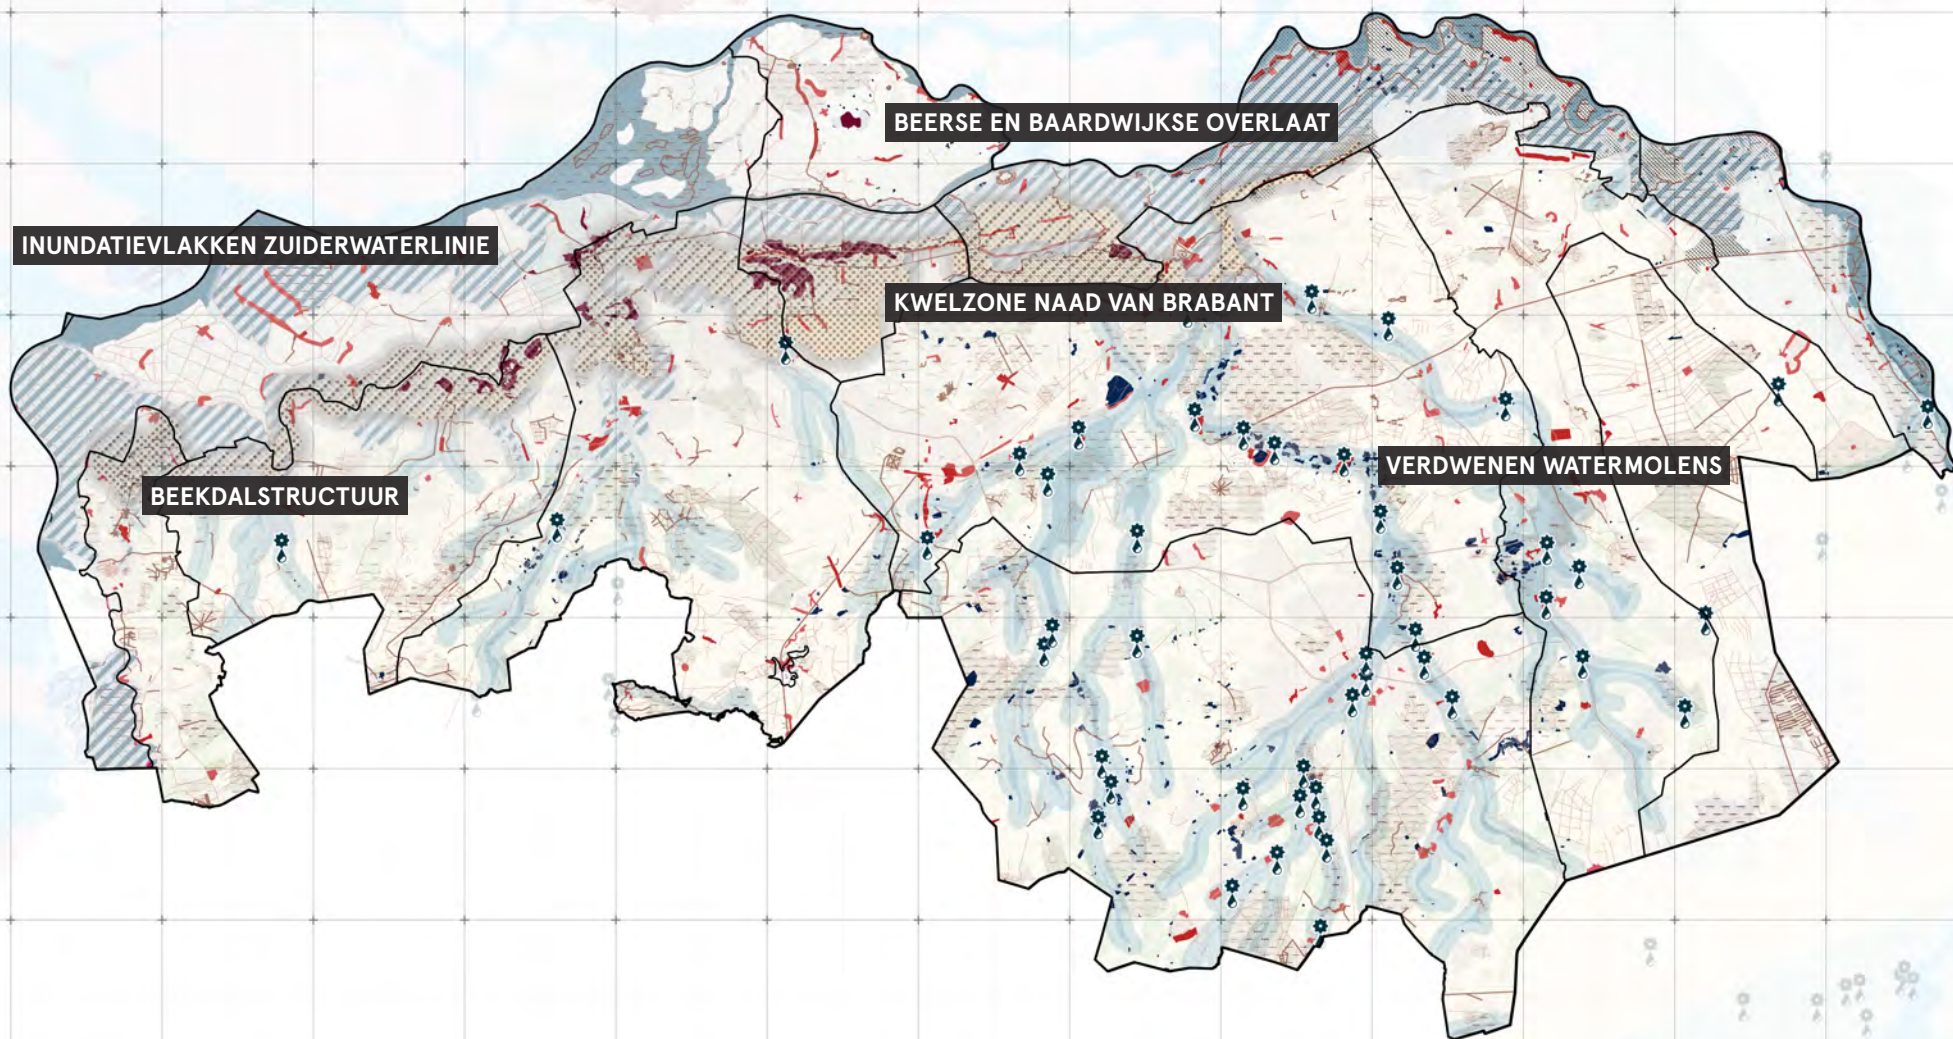 BEERSE EN BAARDWIJKSE OVERLAAT
INUNDATIEVLAKKEN ZUIDERWATERLINIE
KWELZONE NAAD VAN BRABANT
VERDWENEN WATERMOLENS
BEEKDALSTRUCTUUR